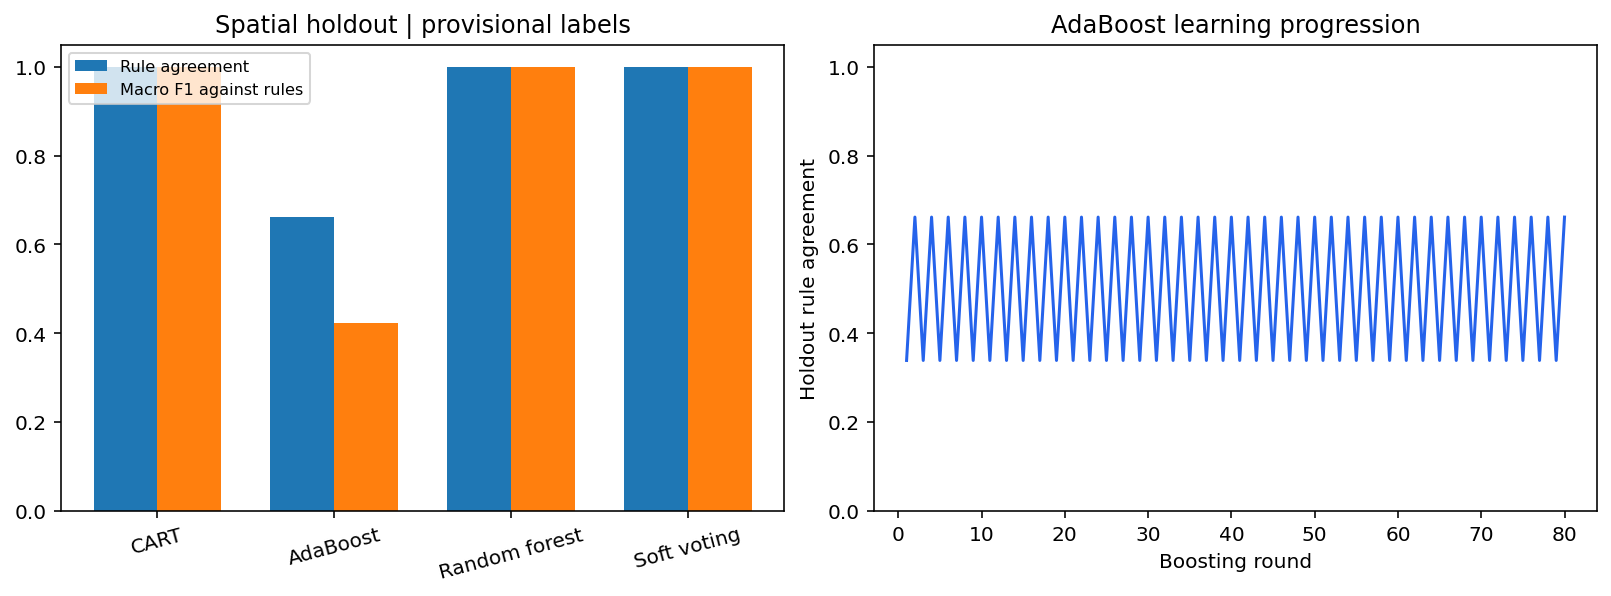 Spatial holdout | provisional labels
Rule agreement
Macro F1 against rules
1.0
0.8
0.6
0.4
0.2
0.0
CART
AdaBoost
Random forest
Soft voting
AdaBoost learning progression
Holdout rule agreement
1.0
0.8
0.6
0.4
0.2
0.0
0 10 20 30 40 50 60 70 80
Boosting round